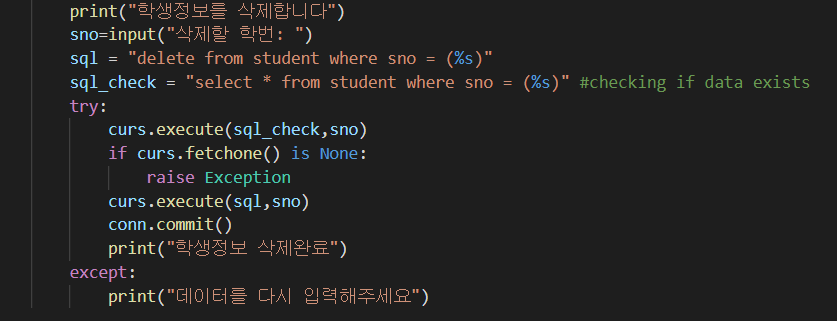 print("학생정보를 삭제합니다")
sno=input("삭제할 학번: ")
sql = "delete from student where sno = (%s)"
sql_check = "select * from student where sno = (%s)" #checking if data exists
try:
curs.execute(sql_check,sno)
if curs.fetchone() is None:
raise Exception
curs.execute(sql,sno)
conn.commit()
print("학생정보 삭제완료")
except:
print("데이터를 다시 입력해주세요")